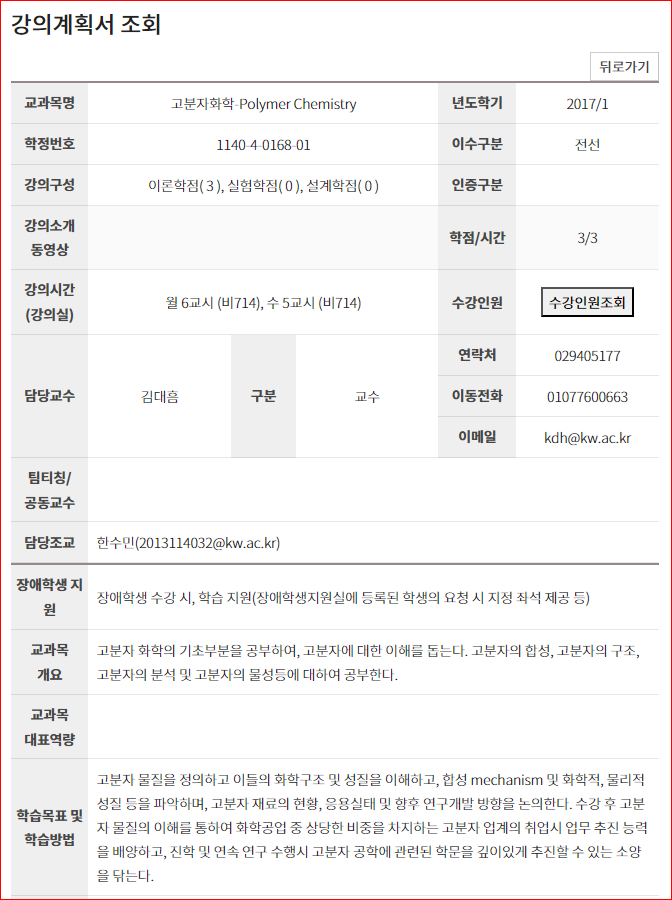 강의계획서 조회
뒤로가기
교과목명 고분자화학-Polymer Chemistry 년도학기 2017/1
학정번호 1140-4-0168-01 이수구분 전선
강의구성 이론학점( 3 ), 실험학점( 0 ), 설계학점( 0 ) 인증구분
강의소개
동영상
학점/시간 3/3
강의시간
(강의실)
월 6교시 (비714), 수 5교시 (비714) 수강인원 수강인원조회
담당교수 김대흠 구분 교수
연락처 029405177
이동전화 01077600663
이메일 kdh@kw.ac.kr
팀티칭/
공동교수
담당조교 한수민(2013114032@kw.ac.kr)
장애학생 지
원
장애학생 수강 시, 학습 지원(장애학생지원실에 등록된 학생의 요청 시 지정 좌석 제공 등)
교과목
개요
고분자 화학의 기초부분을 공부하여, 고분자에 대한 이해를 돕는다. 고분자의 합성, 고분자의 구조,
고분자의 분석 및 고분자의 물성등에 대하여 공부한다.
교과목
대표역량
학습목표 및
학습방법
고분자 물질을 정의하고 이들의 화학구조 및 성질을 이해하고, 합성 mechanism 및 화학적, 물리적
성질 등을 파악하며, 고분자 재료의 현황, 응용실태 및 향후 연구개발 방향을 논의한다. 수강 후 고분
자 물질의 이해를 통하여 화학공업 중 상당한 비중을 차지하는 고분자 업계의 취업시 업무 추진 능력
을 배양하고, 진학 및 연속 연구 수행시 고분자 공학에 관련된 학문을 깊이있게 추진할 수 있는 소양
을 닦는다.